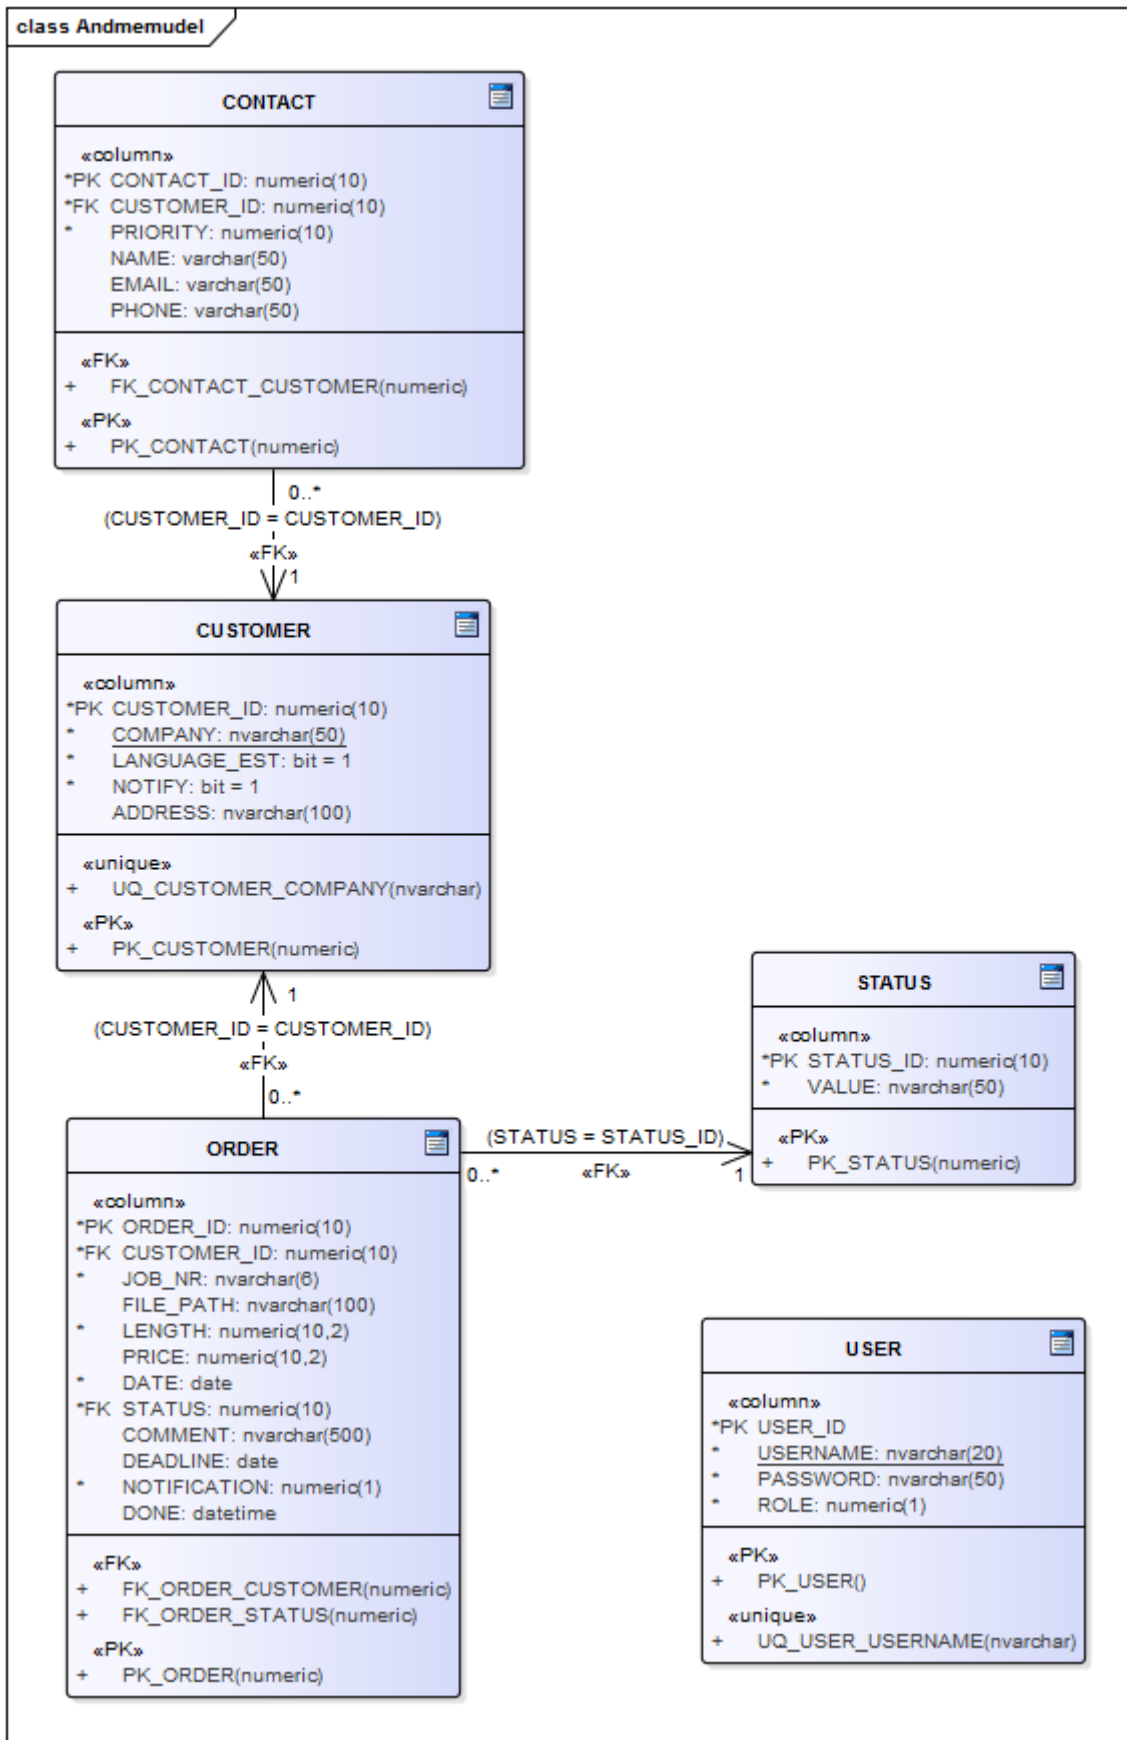 class Andmemudel
CONTACT
«column»
*PK CONTACT_ID: numeric(10)
*FK CUSTOMER_ID: numeric(10)
* PRIORITY: numeric(10)
NAME: varchar(50)
EMAIL: varchar(50)
PHONE: varchar(50)
«FK»
+ FK_CONTACT_CUSTOMER(numeric)
«PK»
+ PK_CONTACT(numeric)
0..*
(CUSTOMER_ID = CUSTOMER_ID)
«FK»
1
CUSTOMER
«column»
*PK CUSTOMER_ID: numeric(10)
* COMPANY: nvarchar(50)
* LANGUAGE_EST: bit = 1
* NOTIFY: bit = 1
ADDRESS: nvarchar(100)
«unique»
+ UQ_CUSTOMER_COMPANY(nvarchar)
«PK»
+ PK_CUSTOMER(numeric)
1
(CUSTOMER_ID = CUSTOMER_ID)
«FK»
0..*
ORDER
«column»
*PK ORDER_ID: numeric(10)
*FK CUSTOMER_ID: numeric(10)
* JOB_NR: nvarchar(6)
FILE_PATH: nvarchar(100)
* LENGTH: numeric(10,2)
PRICE: numeric(10,2)
* DATE: date
*FK STATUS: numeric(10)
COMMENT: nvarchar(500)
DEADLINE: date
* NOTIFICATION: numeric(1)
DONE: datetime
«FK»
+ FK_ORDER_CUSTOMER(numeric)
+ FK_ORDER_STATUS(numeric)
«PK»
+ PK_ORDER(numeric)
(STATUS = STATUS_ID)
0..* «FK» 1
STATUS
«column»
*PK STATUS_ID: numeric(10)
* VALUE: nvarchar(50)
«PK»
+ PK_STATUS(numeric)
USER
«column»
*PK USER_ID
* USERNAME: nvarchar(20)
* PASSWORD: nvarchar(50)
* ROLE: numeric(1)
«PK»
+ PK_USER()
«unique»
+ UQ_USER_USERNAME(nvarchar)